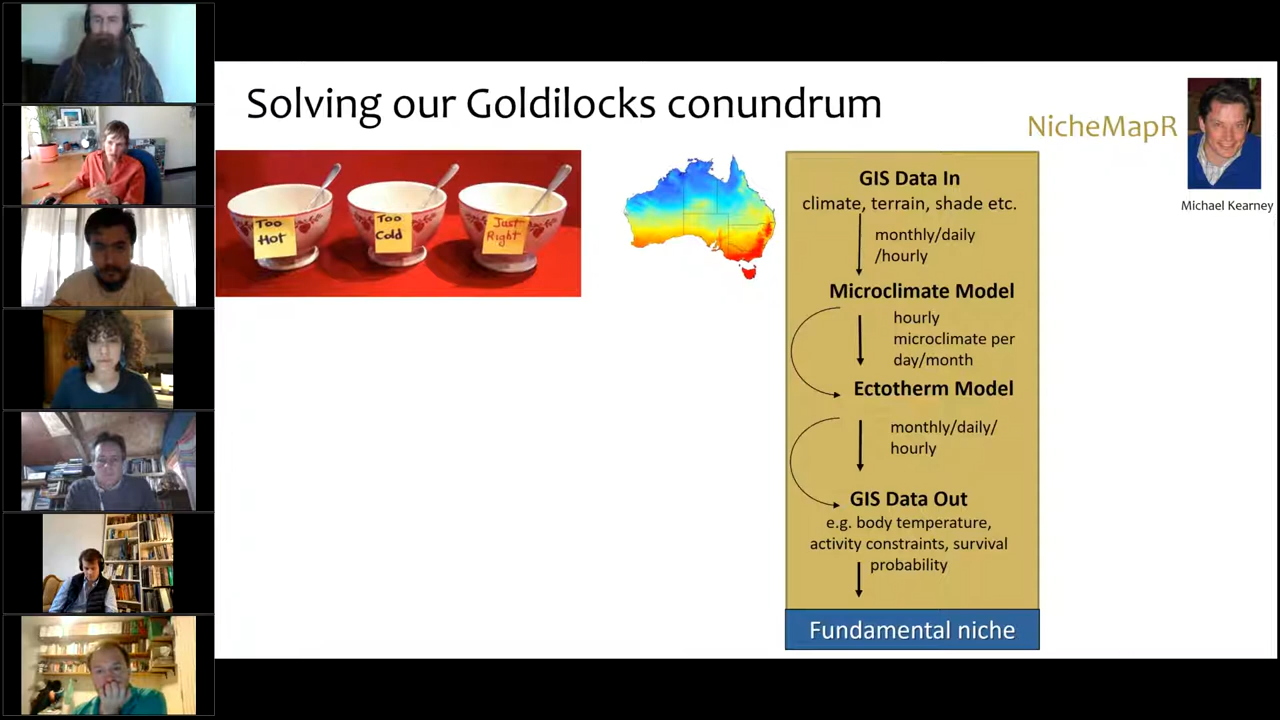 Solving our Goldilocks conundrum
NicheMapR
Michael Kearney
Too
Hot
Too
Cold
Just
Right
GIS Data In
climate, terrain, shade etc.
monthly/daily
/hourly
Microclimate Model
hourly
microclimate per
day/month
Ectotherm Model
monthly/daily/
hourly
GIS Data Out
e.g. body temperature,
activity constraints, survival
probability
Fundamental niche